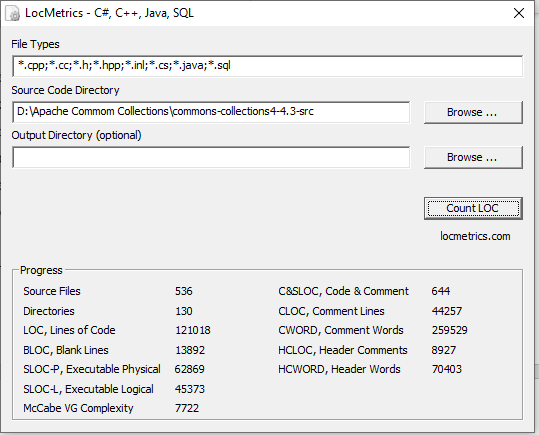 LocMetrics - C#, C++, Java, SQL
File Types
*.cpp;*.cc;*.h;*.hpp;*.inl;*.cs;*.java;*.sql
Source Code Directory
D:\Apache Commom Collections\commons-collections4-4.3-src
Browse ...
Output Directory (optional)
Browse ...
Count LOC
locmetrics.com
Progress
Source Files 536 C&SLOC, Code & Comment 644
Directories 130 CLOC, Comment Lines 44257
LOC, Lines of Code 121018 CWORD, Comment Words 259529
BLOC, Blank Lines 13892 HCLOC, Header Comments 8927
SLOC-P, Executable Physical 62869 HCWORD, Header Words 70403
SLOC-L, Executable Logical 45373
McCabe VG Complexity 7722